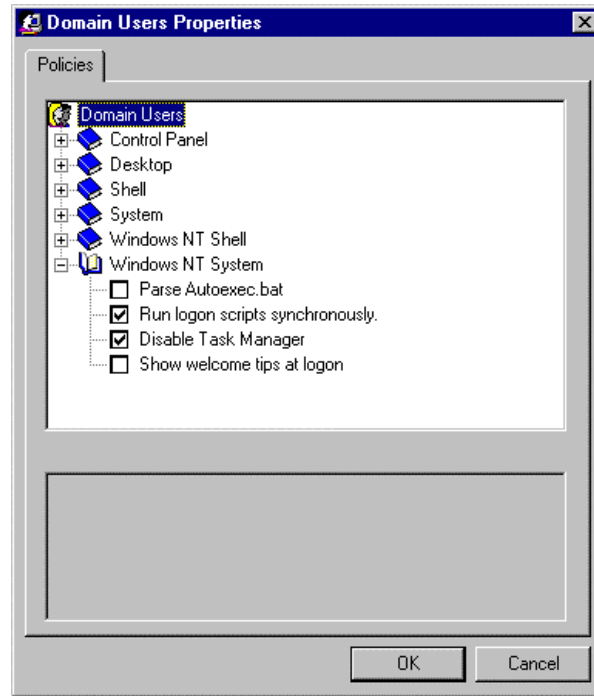 Domain Users Properties
Policies
Domain Users
Control Panel
Desktop
Shell
System
Windows NT Shell
Windows NT System
Parse Autoexec.bat
Run logon scripts synchronously.
Disable Task Manager
Show welcome tips at logon
OK Cancel